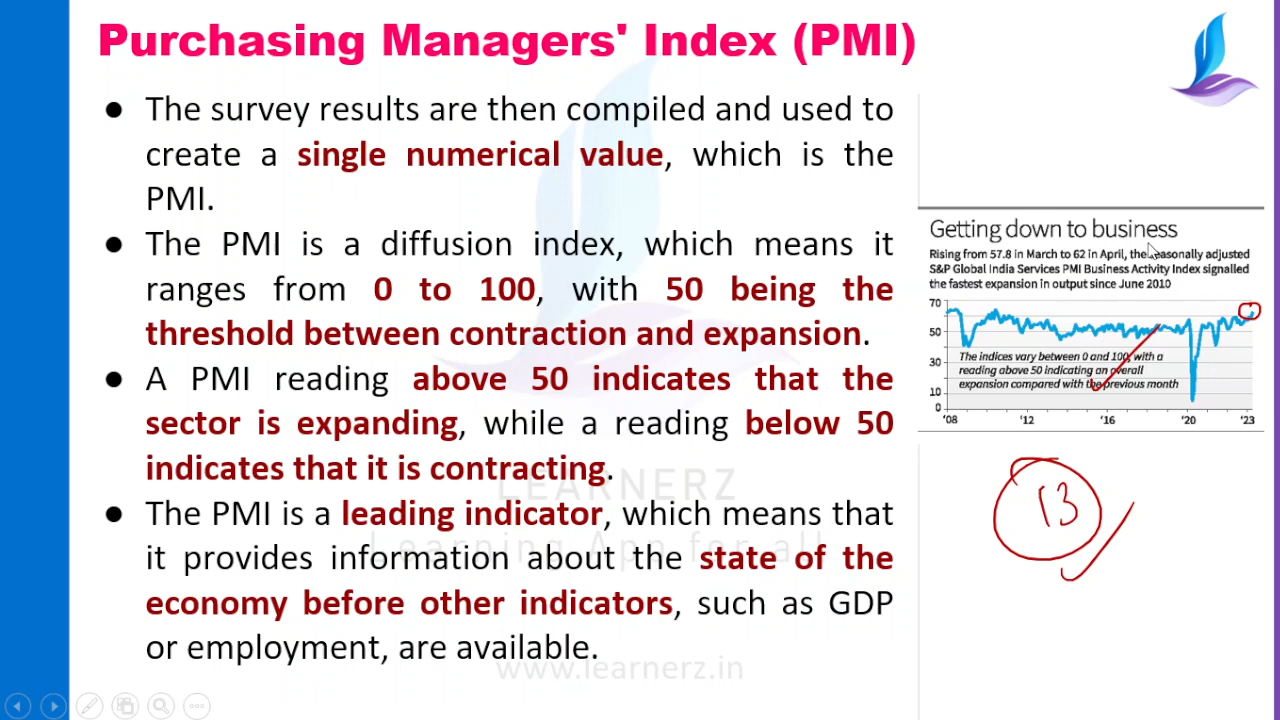 Purchasing Managers' Index (PMI)
● The survey results are then compiled and used to
create a single numerical value, which is the
PMI.
● The PMI is a diffusion index, which means it
ranges from 0 to 100, with 50 being the
threshold between contraction and expansion.
● A PMI reading above 50 indicates that the
sector is expanding, while a reading below 50
indicates that it is contracting.
● The PMI is a leading indicator, which means that
it provides information about the state of the
economy before other indicators, such as GDP
or employment, are available.
LEARNERZ
Learning App for all
www.learnerz.in
Getting down to business
Rising from 57.8 in March to 62 in April, the seasonally adjusted
S&P Global India Services PMI Business Activity Index signalled
the fastest expansion in output since June 2010
70
50
30
10
0
The indices vary between 0 and 100, with a
reading above 50 indicating an overall
expansion compared with the previous month
'08 '12 '16 '20 '23
13